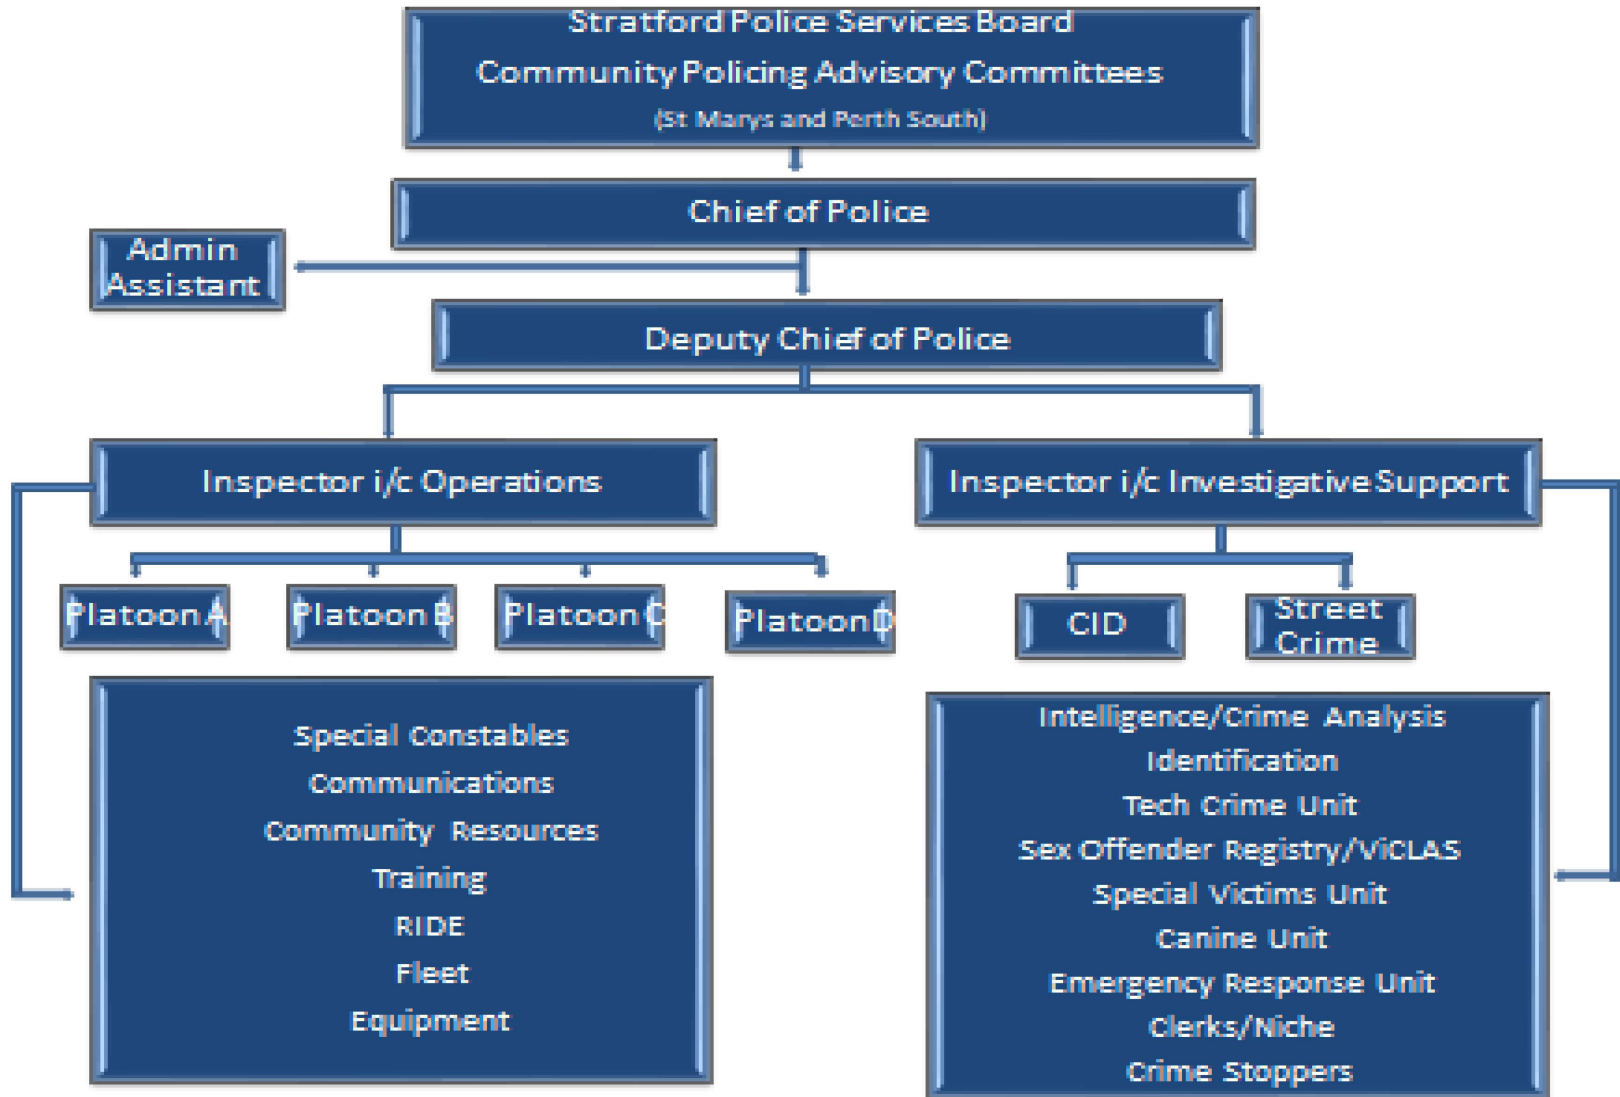 Stratford Police Services Board
Community Policing Advisory Committees
(St Marys and Perth South)
Chief of Police
Admin
Assistant
Deputy Chief of Police
Inspector i/c Operations
Inspector i/c Investigative Support
Platoon A
Platoon B
Platoon C
Platoon D
CID
Street
Crime
Special Constables
Communications
Community Resources
Training
RIDE
Fleet
Equipment
Intelligence/Crime Analysis
Identification
Tech Crime Unit
Sex Offender Registry/ViCLAS
Special Victims Unit
Canine Unit
Emergency Response Unit
Clerks/Niche
Crime Stoppers